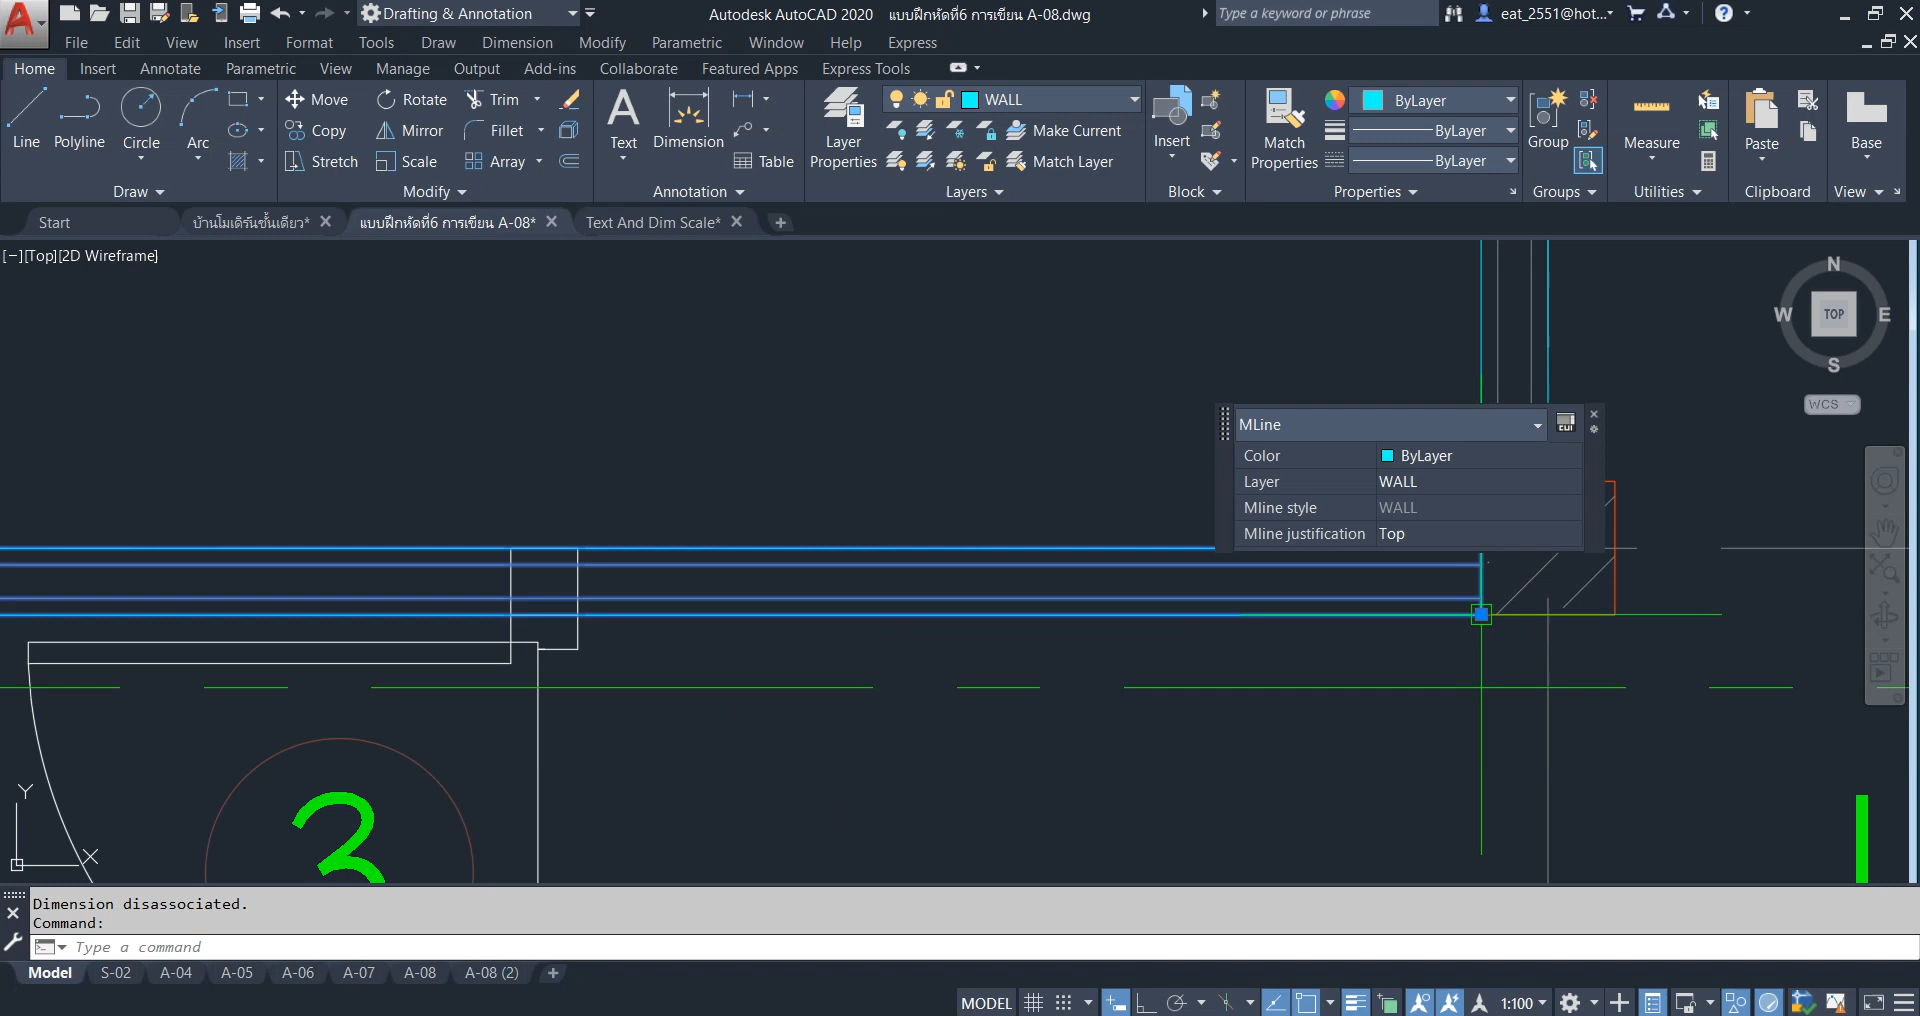 Drafting & Annotation
Autodesk AutoCAD 2020 แบบฝึกหัดที่6 การเขียน A-08.dwg
Type a keyword or phrase
eat_2551@hot...
File Edit View Insert Format Tools Draw Dimension Modify Parametric Window Help Express
Home Insert Annotate Parametric View Manage Output Add-ins Collaborate Featured Apps Express Tools
Line Polyline Circle Arc
Draw
Move Rotate Trim
Copy Mirror Fillet
Stretch Scale Array
Modify
Text Dimension Table
Annotation
Layer Properties
WALL
Make Current
Match Layer
Layers
Insert
Block
Match Properties
ByLayer
ByLayer
ByLayer
Properties
Group
Groups
Measure
Utilities
Paste
Clipboard
Base
View
Start
บ้านโมเดิร์นชั้นเดียว*
แบบฝึกหัดที่6 การเขียน A-08*
Text And Dim Scale*
[−][Top][2D Wireframe]
N
W TOP E
S
WCS
MLine
CUI
Color ByLayer
Layer WALL
Mline style WALL
Mline justification Top
Y
X
3
Dimension disassociated.
Command:
Type a command
Model S-02 A-04 A-05 A-06 A-07 A-08 A-08 (2)
MODEL
1:100